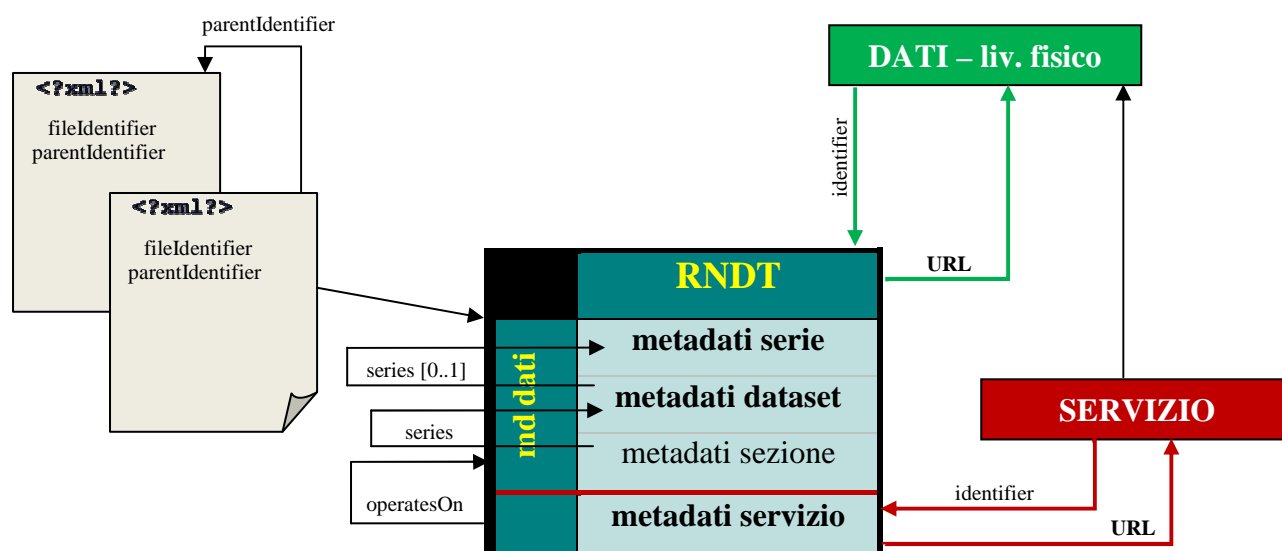 parentIdentifier
<?xml?>
fileIdentifier
parentIdentifier
<?xml?>
fileIdentifier
parentIdentifier
DATI – liv. fisico
identifier
URL
RNDT
rnd dati
metadati serie
series [0..1]
metadati dataset
series
metadati sezione
operatesOn
metadati servizio
SERVIZIO
identifier
URL